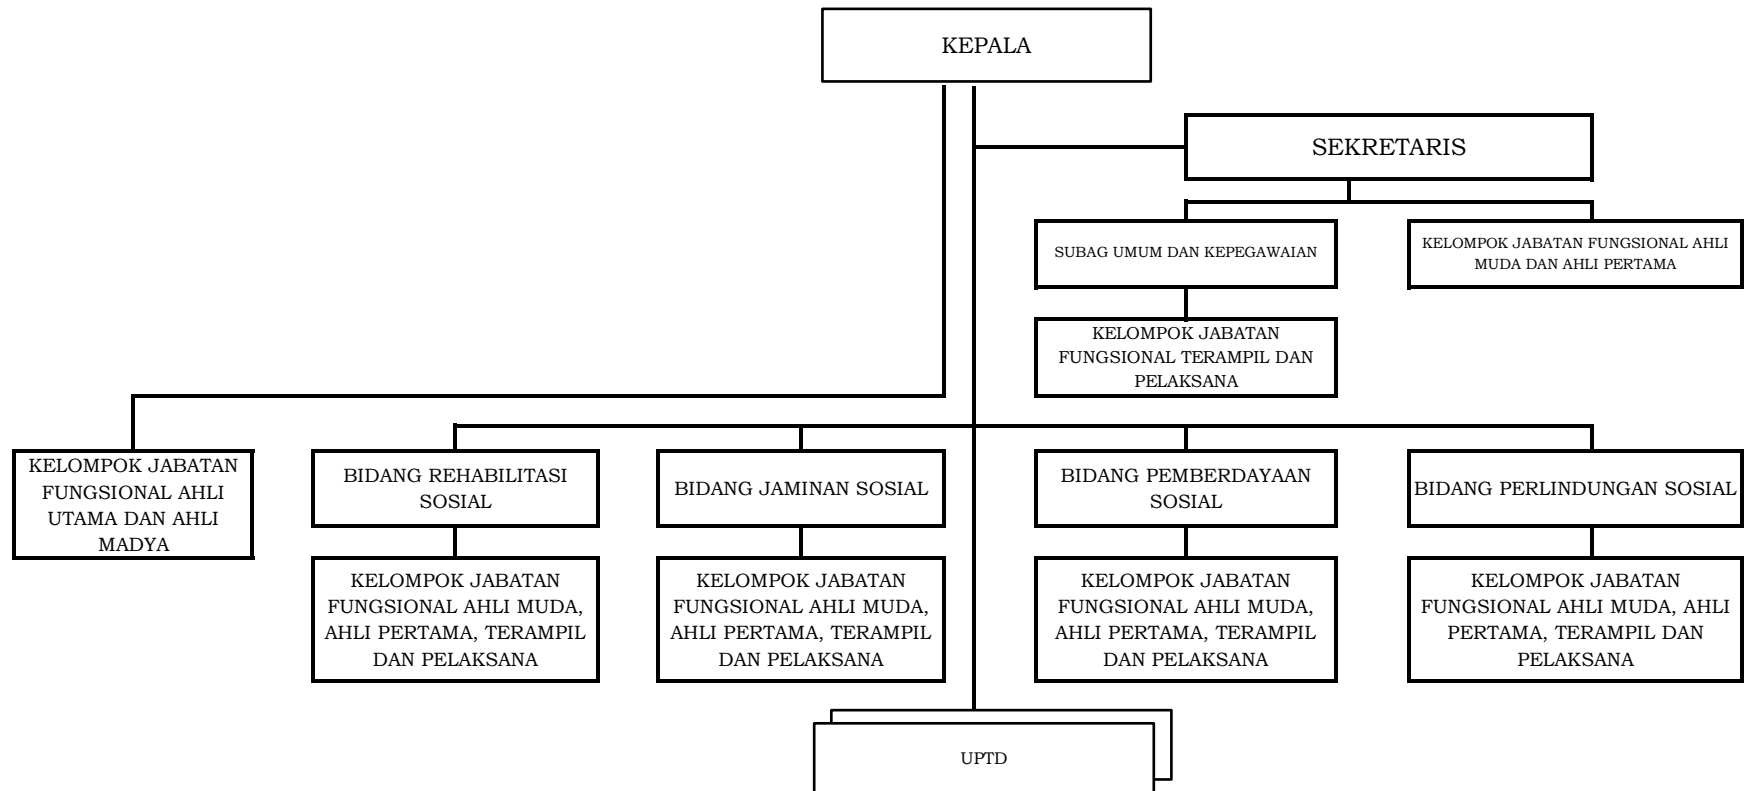 KEPALA
SEKRETARIS
SUBAG UMUM DAN KEPEGAWAIAN
KELOMPOK JABATAN FUNGSIONAL AHLI
MUDA DAN AHLI PERTAMA
KELOMPOK JABATAN
FUNGSIONAL TERAMPIL DAN
PELAKSANA
KELOMPOK JABATAN
FUNGSIONAL AHLI
UTAMA DAN AHLI
MADYA
BIDANG REHABILITASI
SOSIAL
BIDANG JAMINAN SOSIAL
BIDANG PEMBERDAYAAN
SOSIAL
BIDANG PERLINDUNGAN SOSIAL
KELOMPOK JABATAN
FUNGSIONAL AHLI MUDA,
AHLI PERTAMA, TERAMPIL
DAN PELAKSANA
KELOMPOK JABATAN
FUNGSIONAL AHLI MUDA,
AHLI PERTAMA, TERAMPIL
DAN PELAKSANA
KELOMPOK JABATAN
FUNGSIONAL AHLI MUDA,
AHLI PERTAMA, TERAMPIL
DAN PELAKSANA
KELOMPOK JABATAN
FUNGSIONAL AHLI MUDA, AHLI
PERTAMA, TERAMPIL DAN
PELAKSANA
UPTD